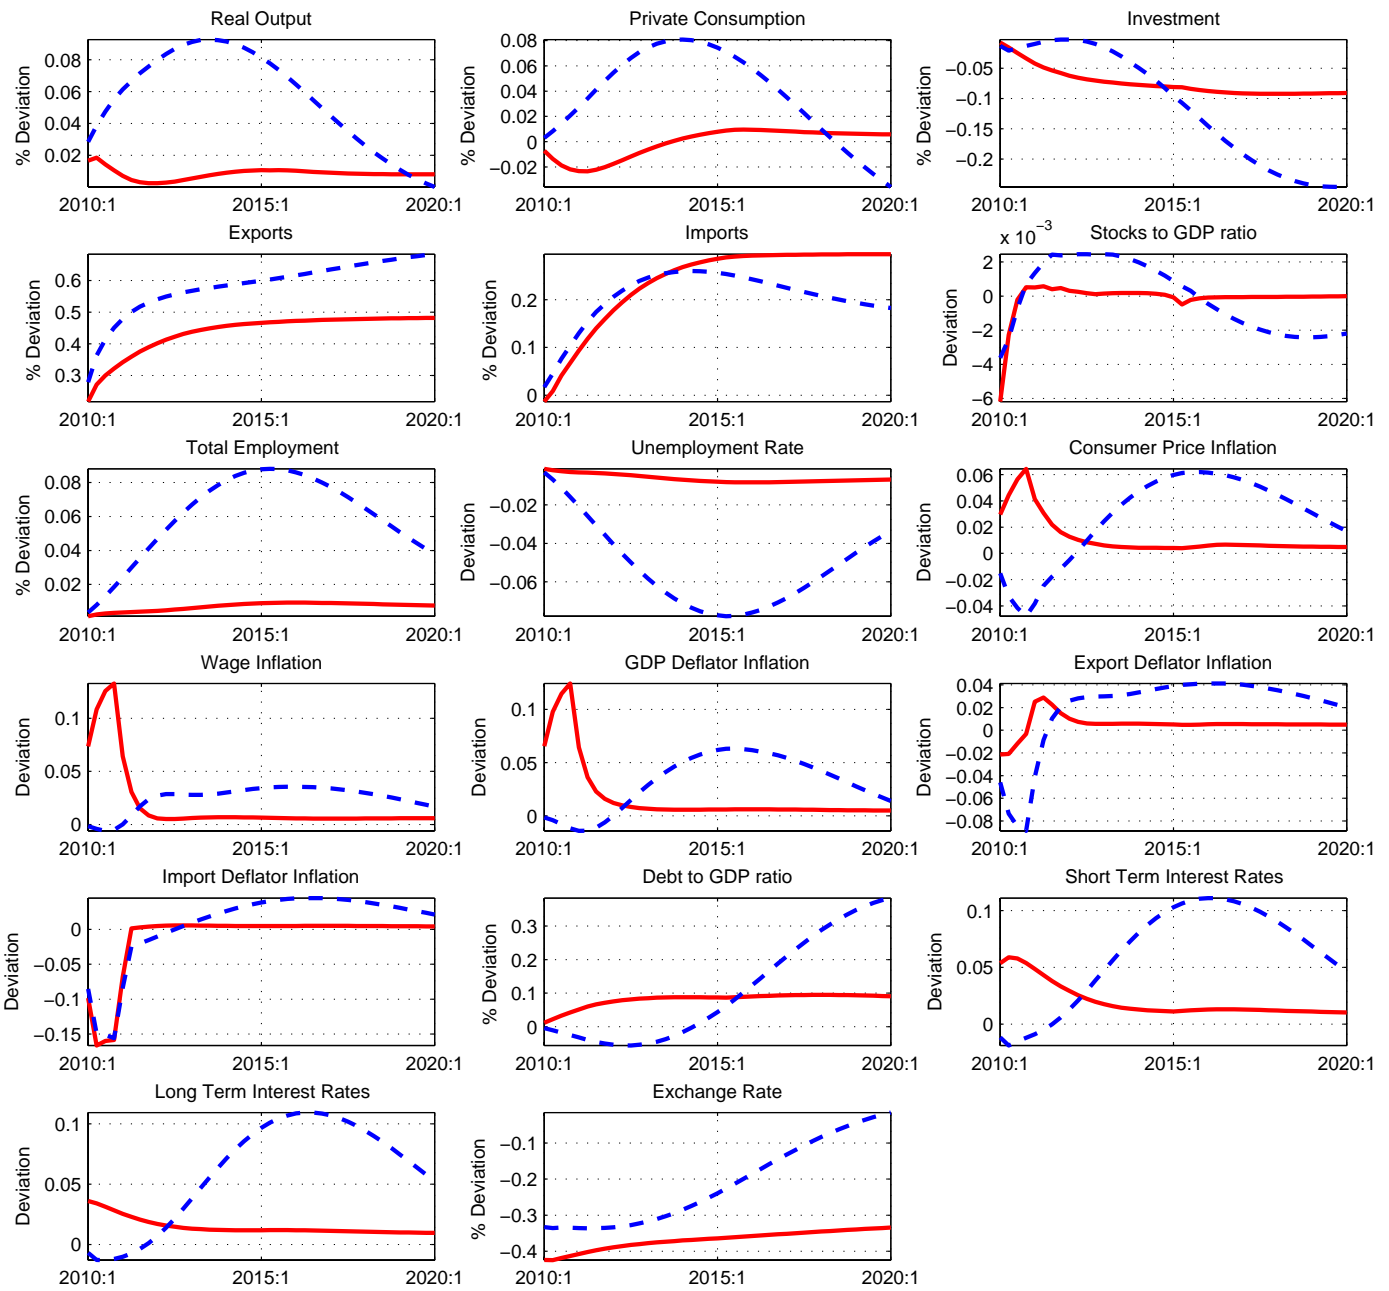 Real Output
% Deviation
0.08
0.06
0.04
0.02
2010:1 2015:1 2020:1
Private Consumption
% Deviation
0.08
0.06
0.04
0.02
0
−0.02
2010:1 2015:1 2020:1
Investment
% Deviation
−0.05
−0.1
−0.15
−0.2
2010:1 2015:1 2020:1
Exports
% Deviation
0.6
0.5
0.4
0.3
2010:1 2015:1 2020:1
Imports
% Deviation
0.2
0.1
0
2010:1 2015:1 2020:1
Stocks to GDP ratio
x 10−3
Deviation
2
0
−2
−4
−6
2010:1 2015:1 2020:1
Total Employment
% Deviation
0.08
0.06
0.04
0.02
2010:1 2015:1 2020:1
Unemployment Rate
Deviation
−0.02
−0.04
−0.06
2010:1 2015:1 2020:1
Consumer Price Inflation
Deviation
0.06
0.04
0.02
0
−0.02
−0.04
2010:1 2015:1 2020:1
Wage Inflation
Deviation
0.1
0.05
0
2010:1 2015:1 2020:1
GDP Deflator Inflation
Deviation
0.1
0.05
0
2010:1 2015:1 2020:1
Export Deflator Inflation
Deviation
0.04
0.02
0
−0.02
−0.04
−0.06
−0.08
2010:1 2015:1 2020:1
Import Deflator Inflation
Deviation
0
−0.05
−0.1
−0.15
2010:1 2015:1 2020:1
Debt to GDP ratio
% Deviation
0.3
0.2
0.1
0
2010:1 2015:1 2020:1
Short Term Interest Rates
Deviation
0.1
0.05
0
2010:1 2015:1 2020:1
Long Term Interest Rates
Deviation
0.1
0.05
0
2010:1 2015:1 2020:1
Exchange Rate
% Deviation
−0.1
−0.2
−0.3
−0.4
2010:1 2015:1 2020:1